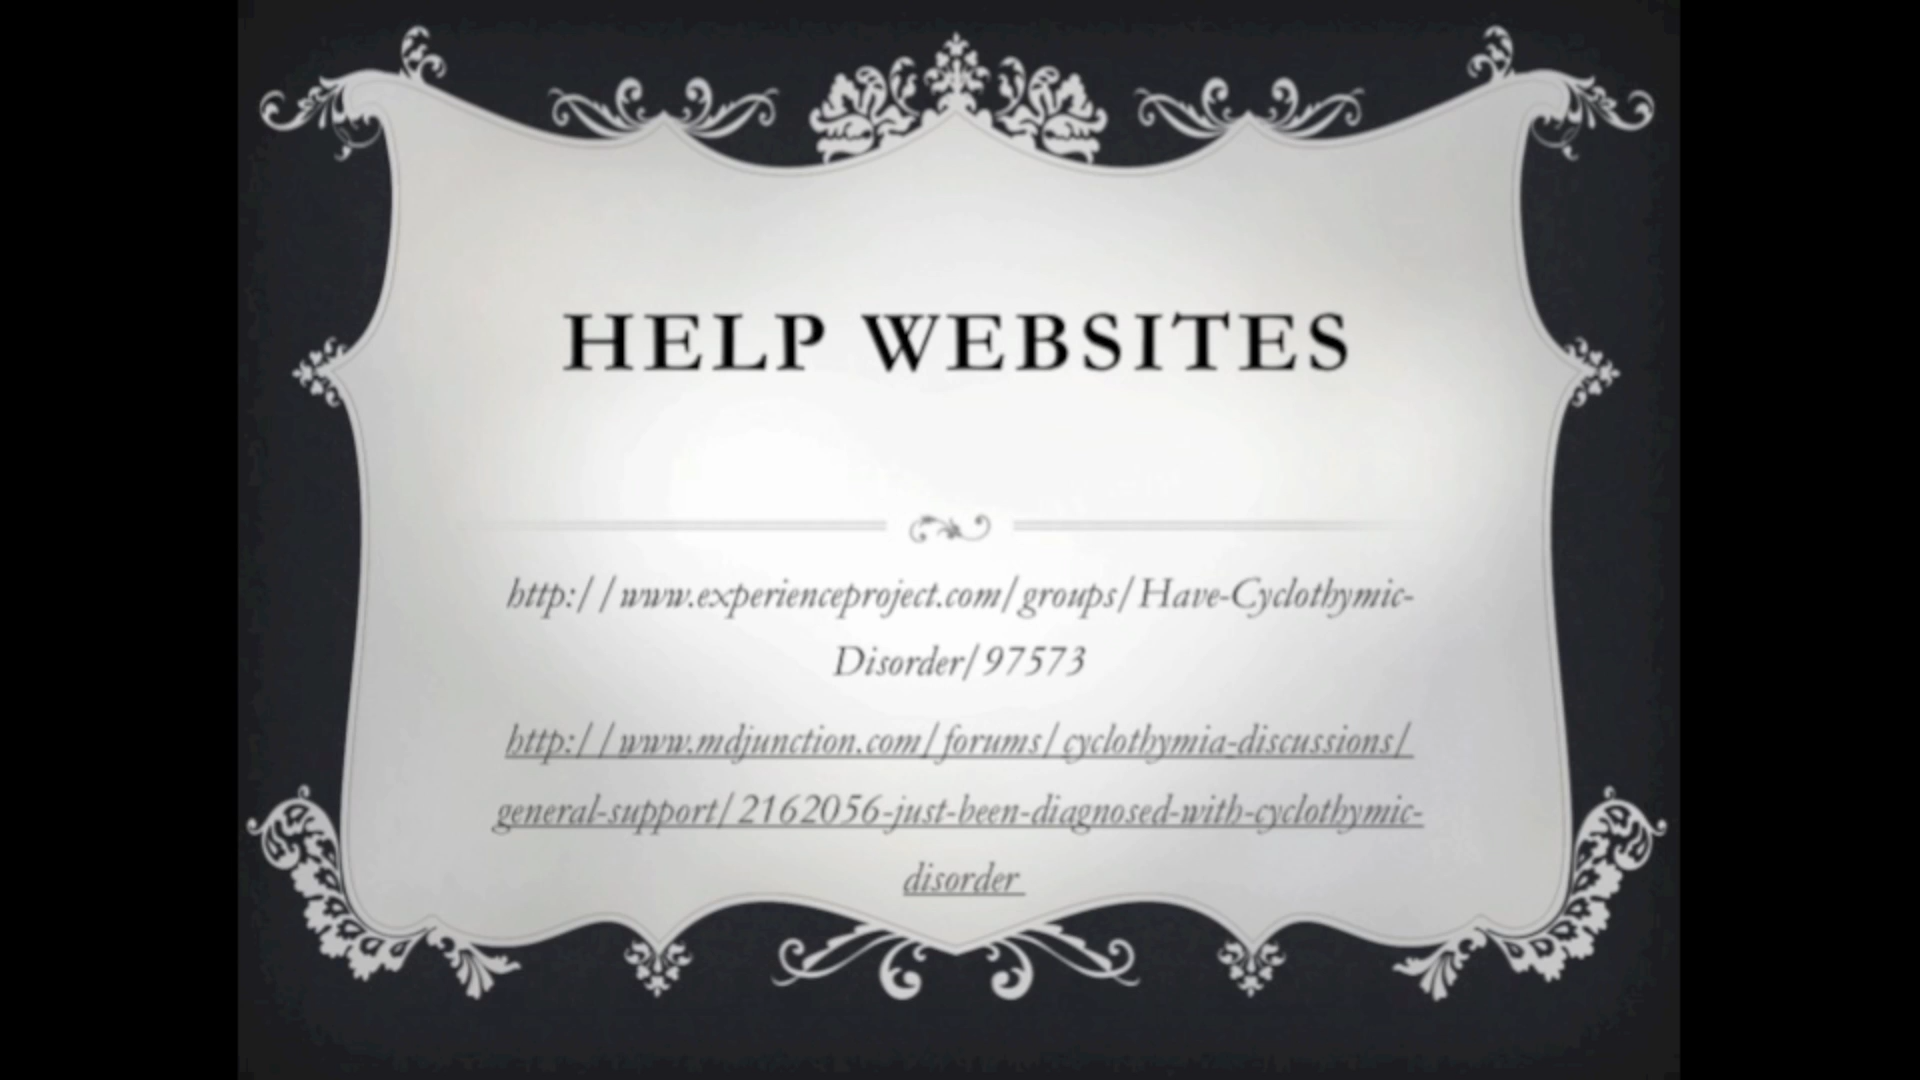 HELP WEBSITES
http://www.experienceproject.com/groups/Have-Cyclothymic-
Disorder/97573
http://www.mdjunction.com/forums/cyclothymia-discussions/
general-support/2162056-just-been-diagnosed-with-cyclothymic-
disorder